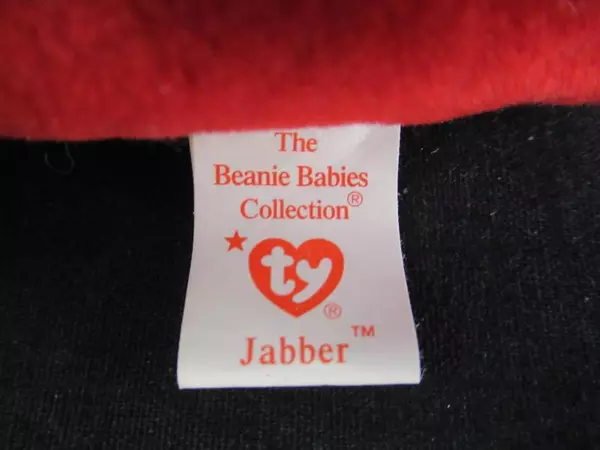 The
Beanie Babies
Collection®
★ ty®
Jabber™